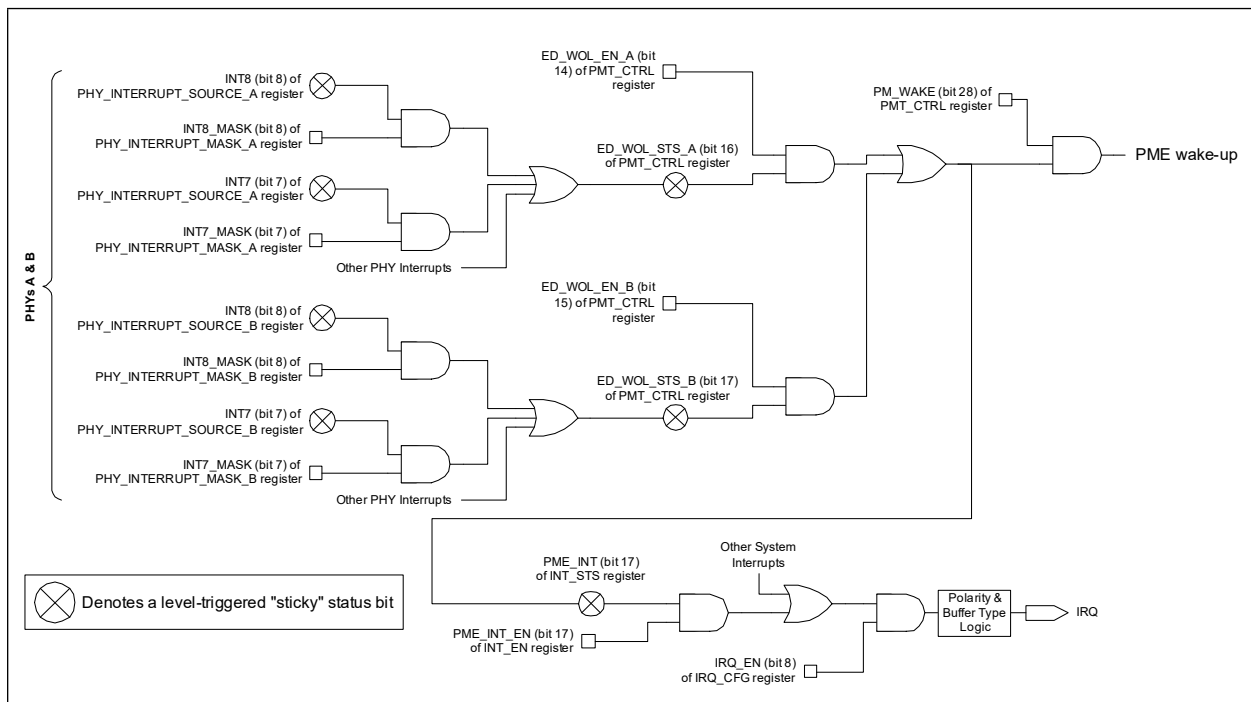 INT8 (bit 8) of
PHY_INTERRUPT_SOURCE_A register
INT8_MASK (bit 8) of
PHY_INTERRUPT_MASK_A register
INT7 (bit 7) of
PHY_INTERRUPT_SOURCE_A register
INT7_MASK (bit 7) of
PHY_INTERRUPT_MASK_A register
Other PHY Interrupts
ED_WOL_EN_A (bit
14) of PMT_CTRL
register
ED_WOL_STS_A (bit 16)
of PMT_CTRL register
PM_WAKE (bit 28) of
PMT_CTRL register
PME wake-up
PHYs A & B
INT8 (bit 8) of
PHY_INTERRUPT_SOURCE_B register
INT8_MASK (bit 8) of
PHY_INTERRUPT_MASK_B register
INT7 (bit 7) of
PHY_INTERRUPT_SOURCE_B register
INT7_MASK (bit 7) of
PHY_INTERRUPT_MASK_B register
Other PHY Interrupts
ED_WOL_EN_B (bit
15) of PMT_CTRL
register
ED_WOL_STS_B (bit 17)
of PMT_CTRL register
Denotes a level-triggered "sticky" status bit
PME_INT (bit 17)
of INT_STS register
PME_INT_EN (bit 17)
of INT_EN register
Other System
Interrupts
IRQ_EN (bit 8)
of IRQ_CFG register
Polarity &
Buffer Type
Logic
IRQ